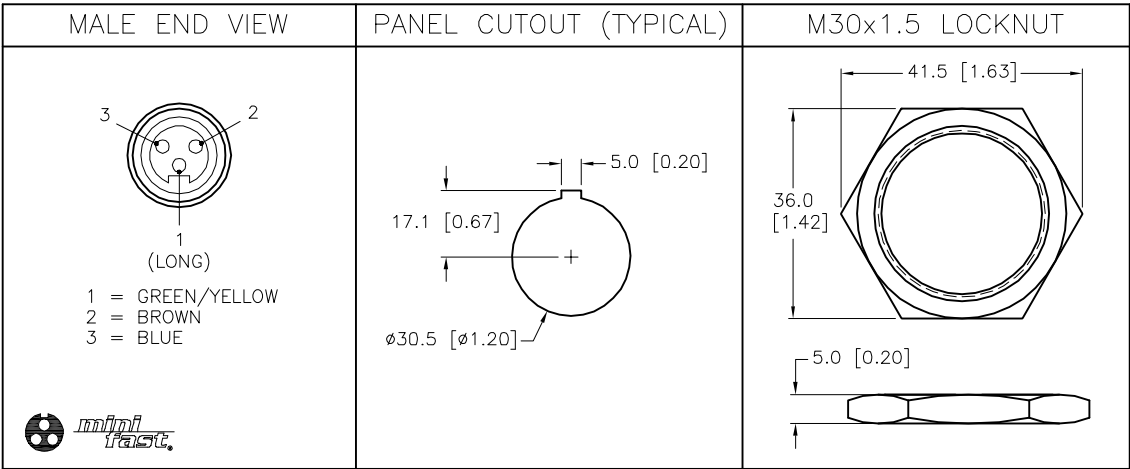 MALE END VIEW
PANEL CUTOUT (TYPICAL)
M30x1.5 LOCKNUT
3
2
1
(LONG)
1 = GREEN/YELLOW
2 = BROWN
3 = BLUE
mini
fast®
5.0 [0.20]
17.1 [0.67]
ø30.5 [ø1.20]
41.5 [1.63]
36.0
[1.42]
5.0 [0.20]